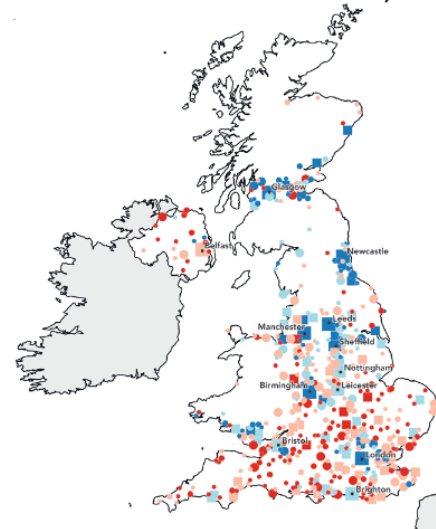 Glasgow
Belfast
Newcastle
Leeds
Manchester
Sheffield
Nottingham
Birmingham
Leicester
Bristol
London
Brighton